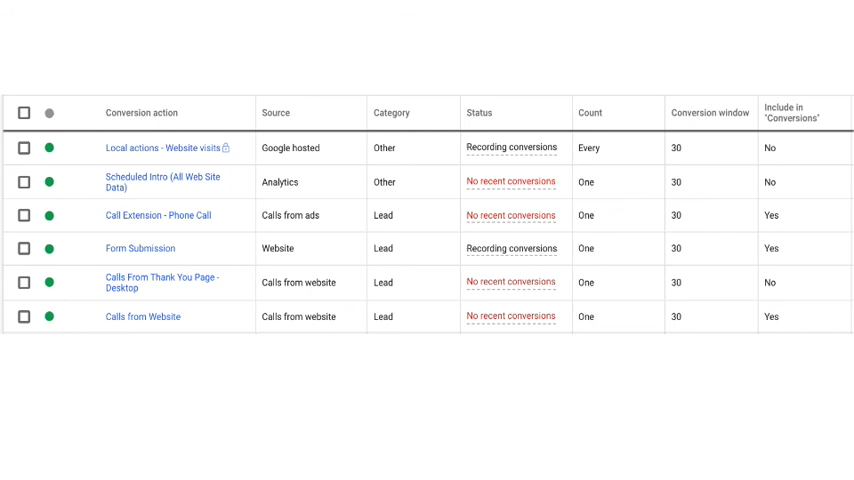 Conversion action Source Category Status Count Conversion window Include in
"Conversions"
Local actions - Website visits Google hosted Other Recording conversions Every 30 No
Scheduled Intro (All Web Site
Data) Analytics Other No recent conversions One 30 No
Call Extension - Phone Call Calls from ads Lead No recent conversions One 30 Yes
Form Submission Website Lead Recording conversions One 30 Yes
Calls From Thank You Page -
Desktop Calls from website Lead No recent conversions One 30 No
Calls from Website Calls from website Lead No recent conversions One 30 Yes